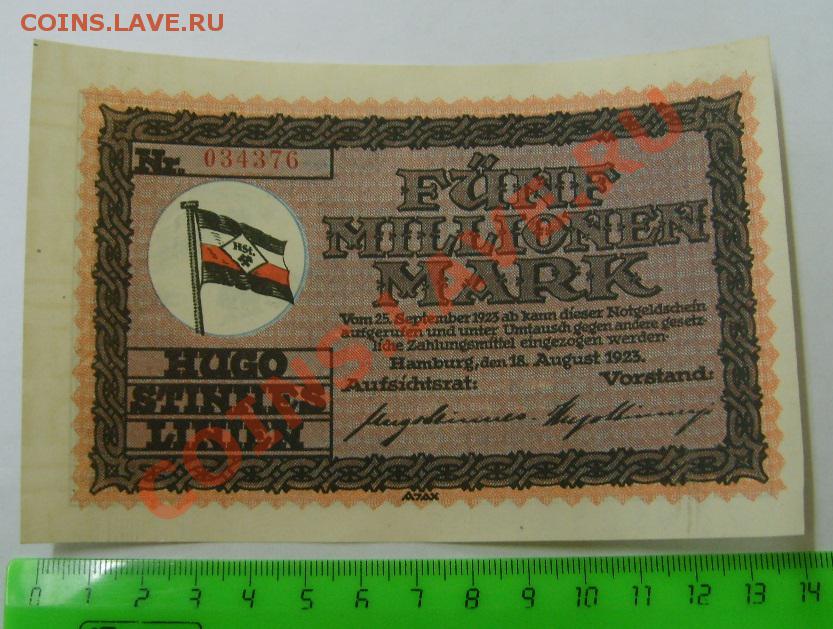 COINS.LAVE.RU
Nr. 034376
FÜNF
MILLIONEN
MARK
Vom 25. September 1923 ab kann dieser Notgeldschein
aufgerufen und unter Umtausch gegen andere gesetz-
liche Zahlungsmittel eingezogen werden
Hamburg, den 18. August 1923.
Aufsichtsrat: Vorstand:
HSt.
HUGO
STINNES
LINIEN
AJAX
COINS.LAVE.RU
0 1 2 3 4 5 6 7 8 9 10 11 12 13 14